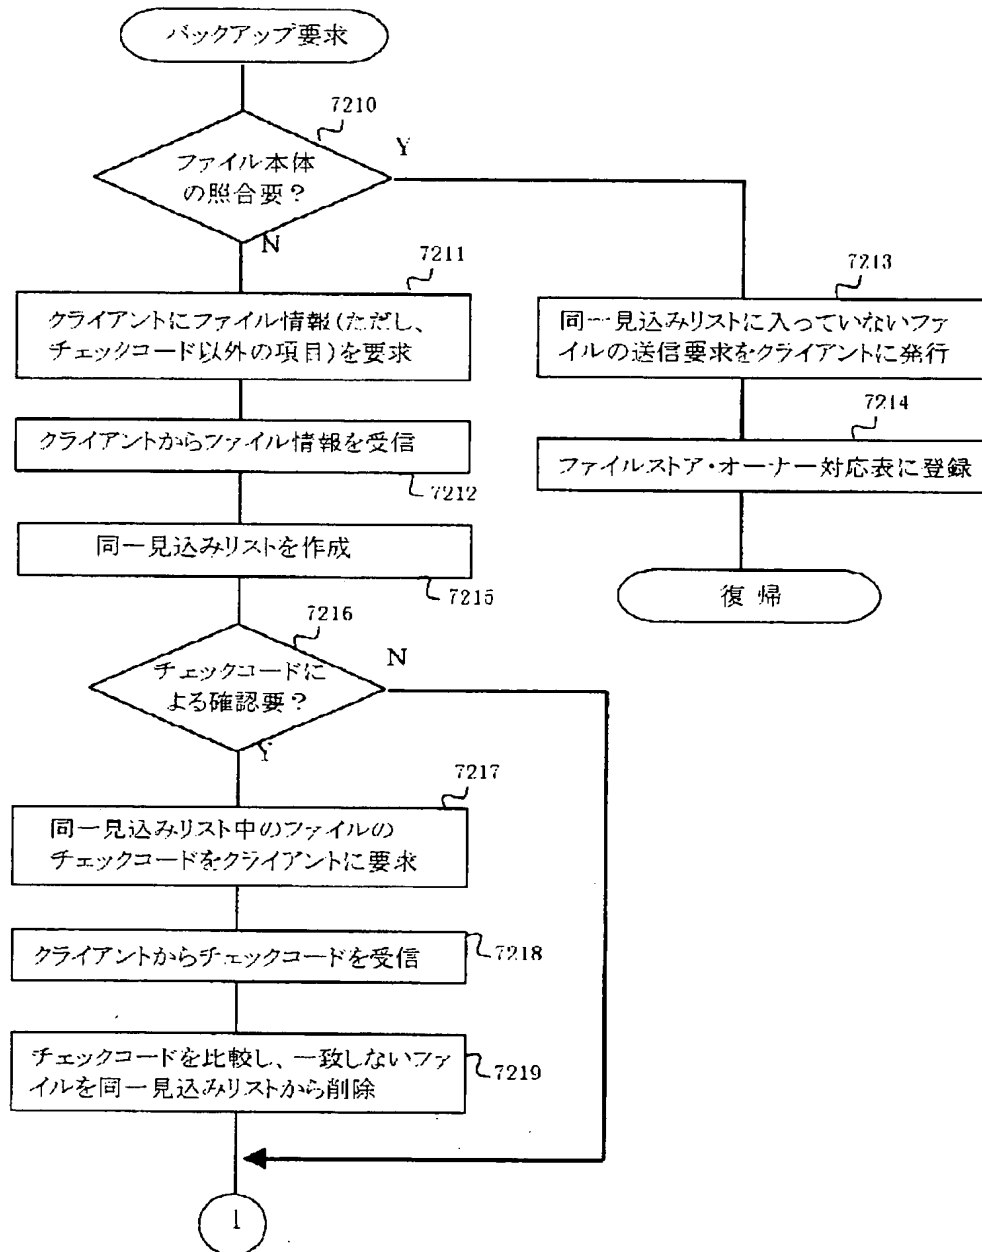 バックアップ要求
7210
ファイル本体
の照合要？
Y
N
7211
クライアントにファイル情報（ただし、
チェックコード以外の項目）を要求
クライアントからファイル情報を受信
7212
同一見込みリストを作成
7215
7216
チェックコードに
よる確認要？
N
Y
7217
同一見込みリスト中のファイルの
チェックコードをクライアントに要求
クライアントからチェックコードを受信
7218
チェックコードを比較し、一致しないファ
イルを同一見込みリストから削除
7219
1
7213
同一見込みリストに入っていないファ
イルの送信要求をクライアントに発行
7214
ファイルストア・オーナー対応表に登録
復 帰